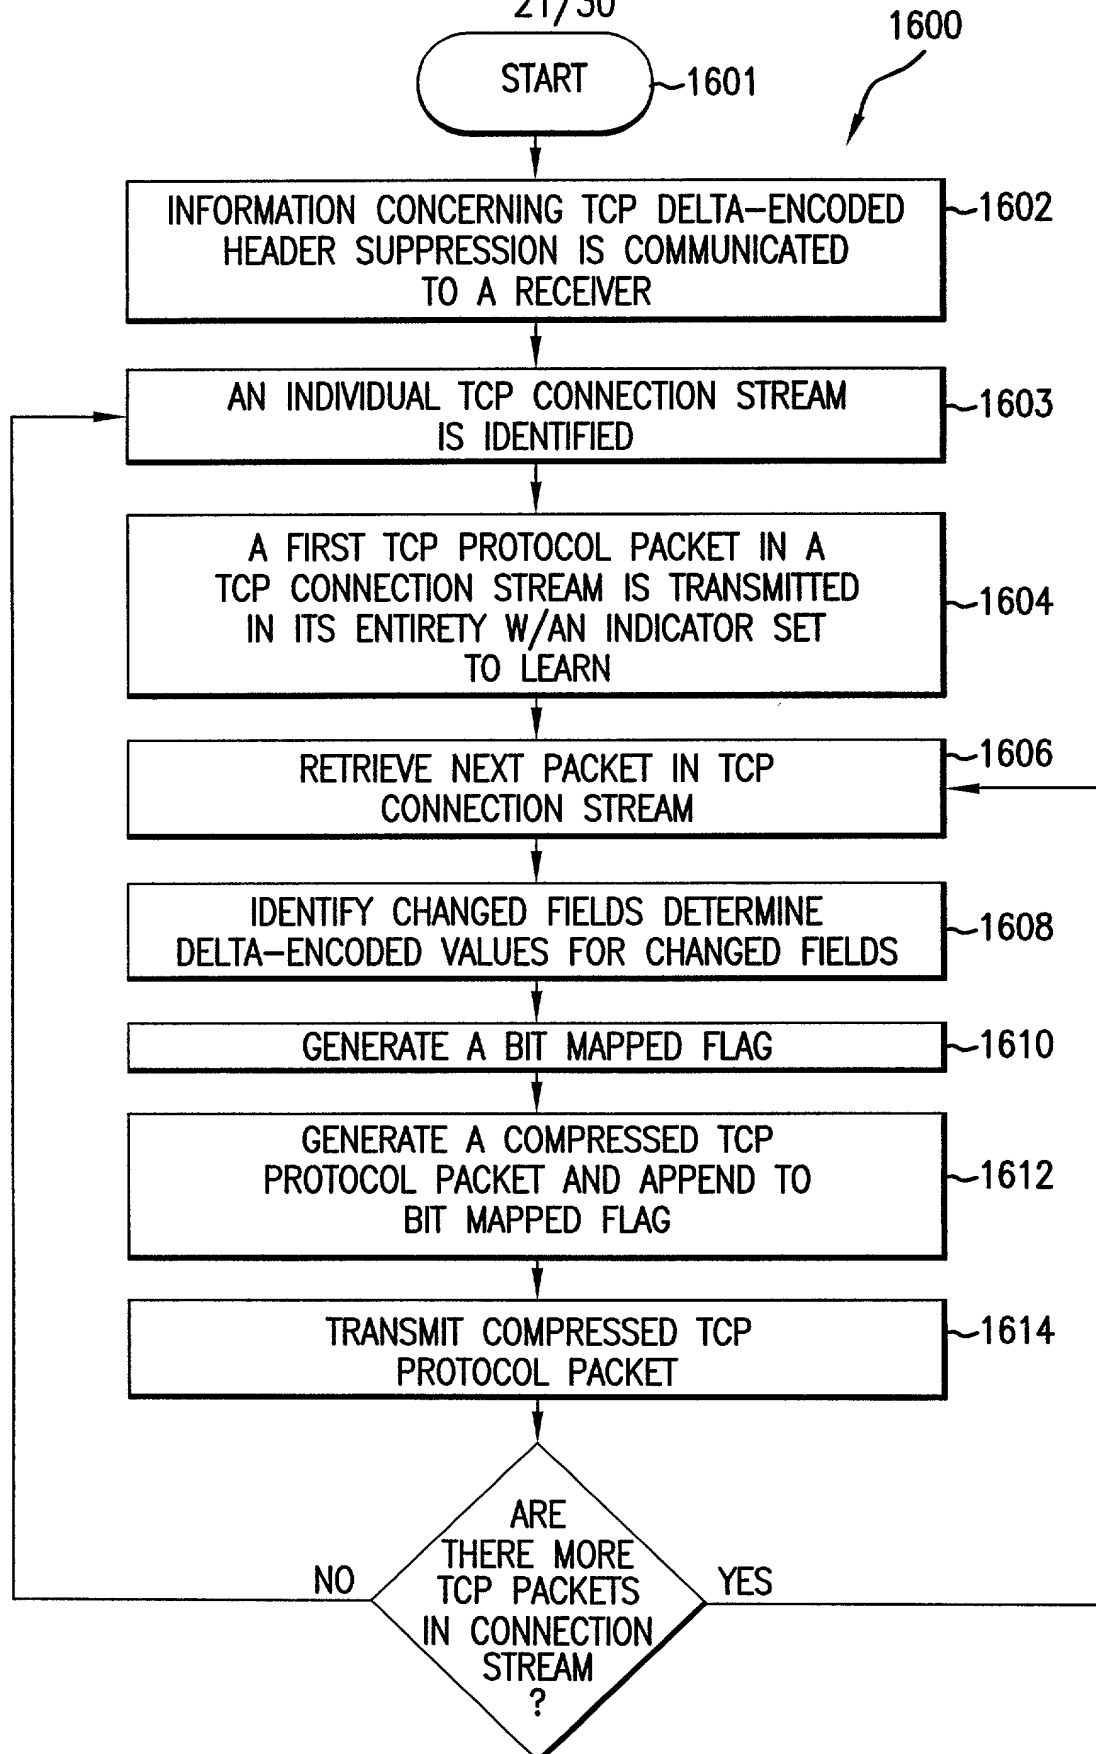 21/30
1600
START
1601
INFORMATION CONCERNING TCP DELTA-ENCODED
HEADER SUPPRESSION IS COMMUNICATED
TO A RECEIVER
1602
AN INDIVIDUAL TCP CONNECTION STREAM
IS IDENTIFIED
1603
A FIRST TCP PROTOCOL PACKET IN A
TCP CONNECTION STREAM IS TRANSMITTED
IN ITS ENTIRETY W/AN INDICATOR SET
TO LEARN
1604
RETRIEVE NEXT PACKET IN TCP
CONNECTION STREAM
1606
IDENTIFY CHANGED FIELDS DETERMINE
DELTA-ENCODED VALUES FOR CHANGED FIELDS
1608
GENERATE A BIT MAPPED FLAG
1610
GENERATE A COMPRESSED TCP
PROTOCOL PACKET AND APPEND TO
BIT MAPPED FLAG
1612
TRANSMIT COMPRESSED TCP
PROTOCOL PACKET
1614
ARE
THERE MORE
TCP PACKETS
IN CONNECTION
STREAM
?
NO
YES